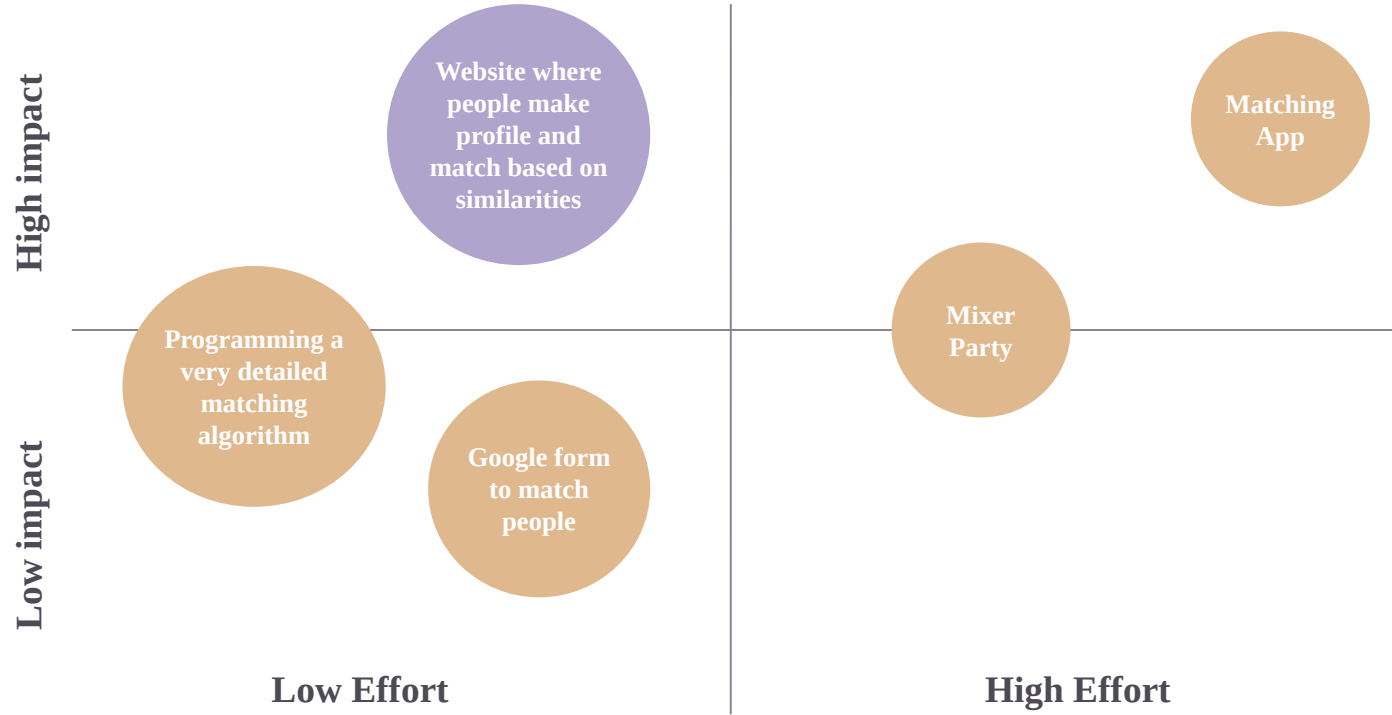 High impact
Website where
people make
profile and
match based on
similarities
Matching
App
Programming a
very detailed
matching
algorithm
Mixer
Party
Low impact
Google form
to match
people
Low Effort
High Effort